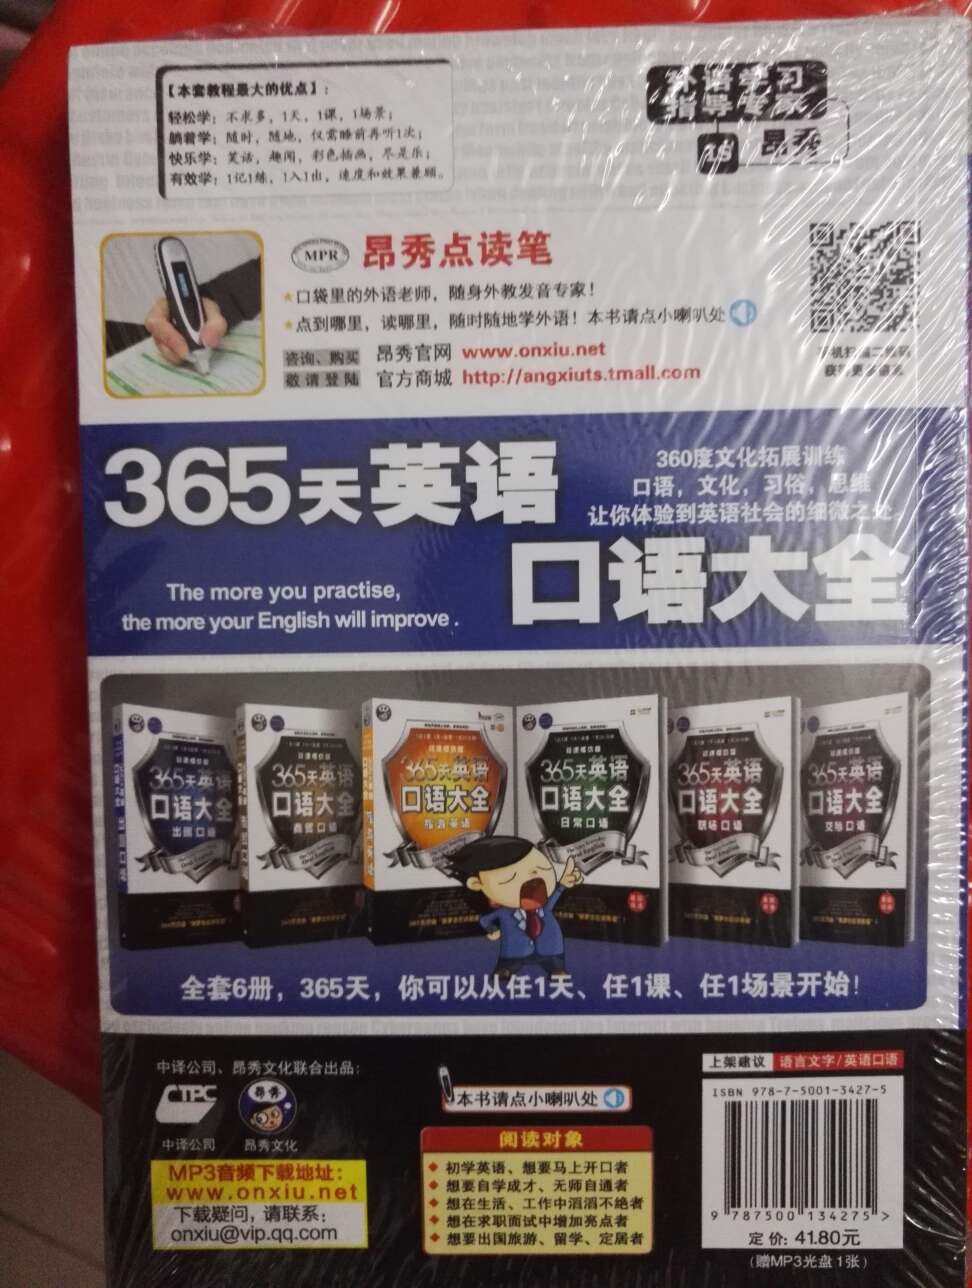 【本套教程最大的优点】:
轻松学:不求多,1天,1课,1场景;
躺着学:随时,随地,仅需睡前再听1次;
快乐学:笑话,趣闻,彩色插画,尽是乐;
有效学:1记1练,1入1出,速度和效果兼顾。
外语学习
指导专家
昂秀
MPR 昂秀点读笔
★口袋里的外语老师,随身外教发音专家!
★点到哪里,读哪里,随时随地学外语!本书请点小喇叭处
咨询、购买 昂秀官网 www.onxiu.net
敬请登陆 官方商城 http://angxiuts.tmall.com
365天英语
口语大全
360度文化拓展训练
口语,文化,习俗,思维
让你体验到英语社会的细微之处
The more you practise,
the more your English will improve.
365天英语
口语大全
出国口语
365天英语
口语大全
商贸口语
365天英语
口语大全
旅游英语
365天英语
口语大全
日常口语
365天英语
口语大全
职场口语
365天英语
口语大全
交际口语
全套6册,365天,你可以从任1天、任1课、任1场景开始!
中译公司、昂秀文化联合出品:
CTPC
昂秀
中译公司 昂秀文化
MP3音频下载地址:
www.onxiu.net
下载疑问,请联系:
onxiu@vip.qq.com
本书请点小喇叭处
阅读对象
◆初学英语、想要马上开口者
◆想要自学成才、无师自通者
◆想在生活、工作中滔滔不绝者
◆想在求职面试中增加亮点者
◆想要出国旅游、留学、定居者
上架建议 语言文字/英语口语
ISBN 978-7-5001-3427-5
9 787500 134275 >
定价:41.80元
(赠MP3光盘1张)